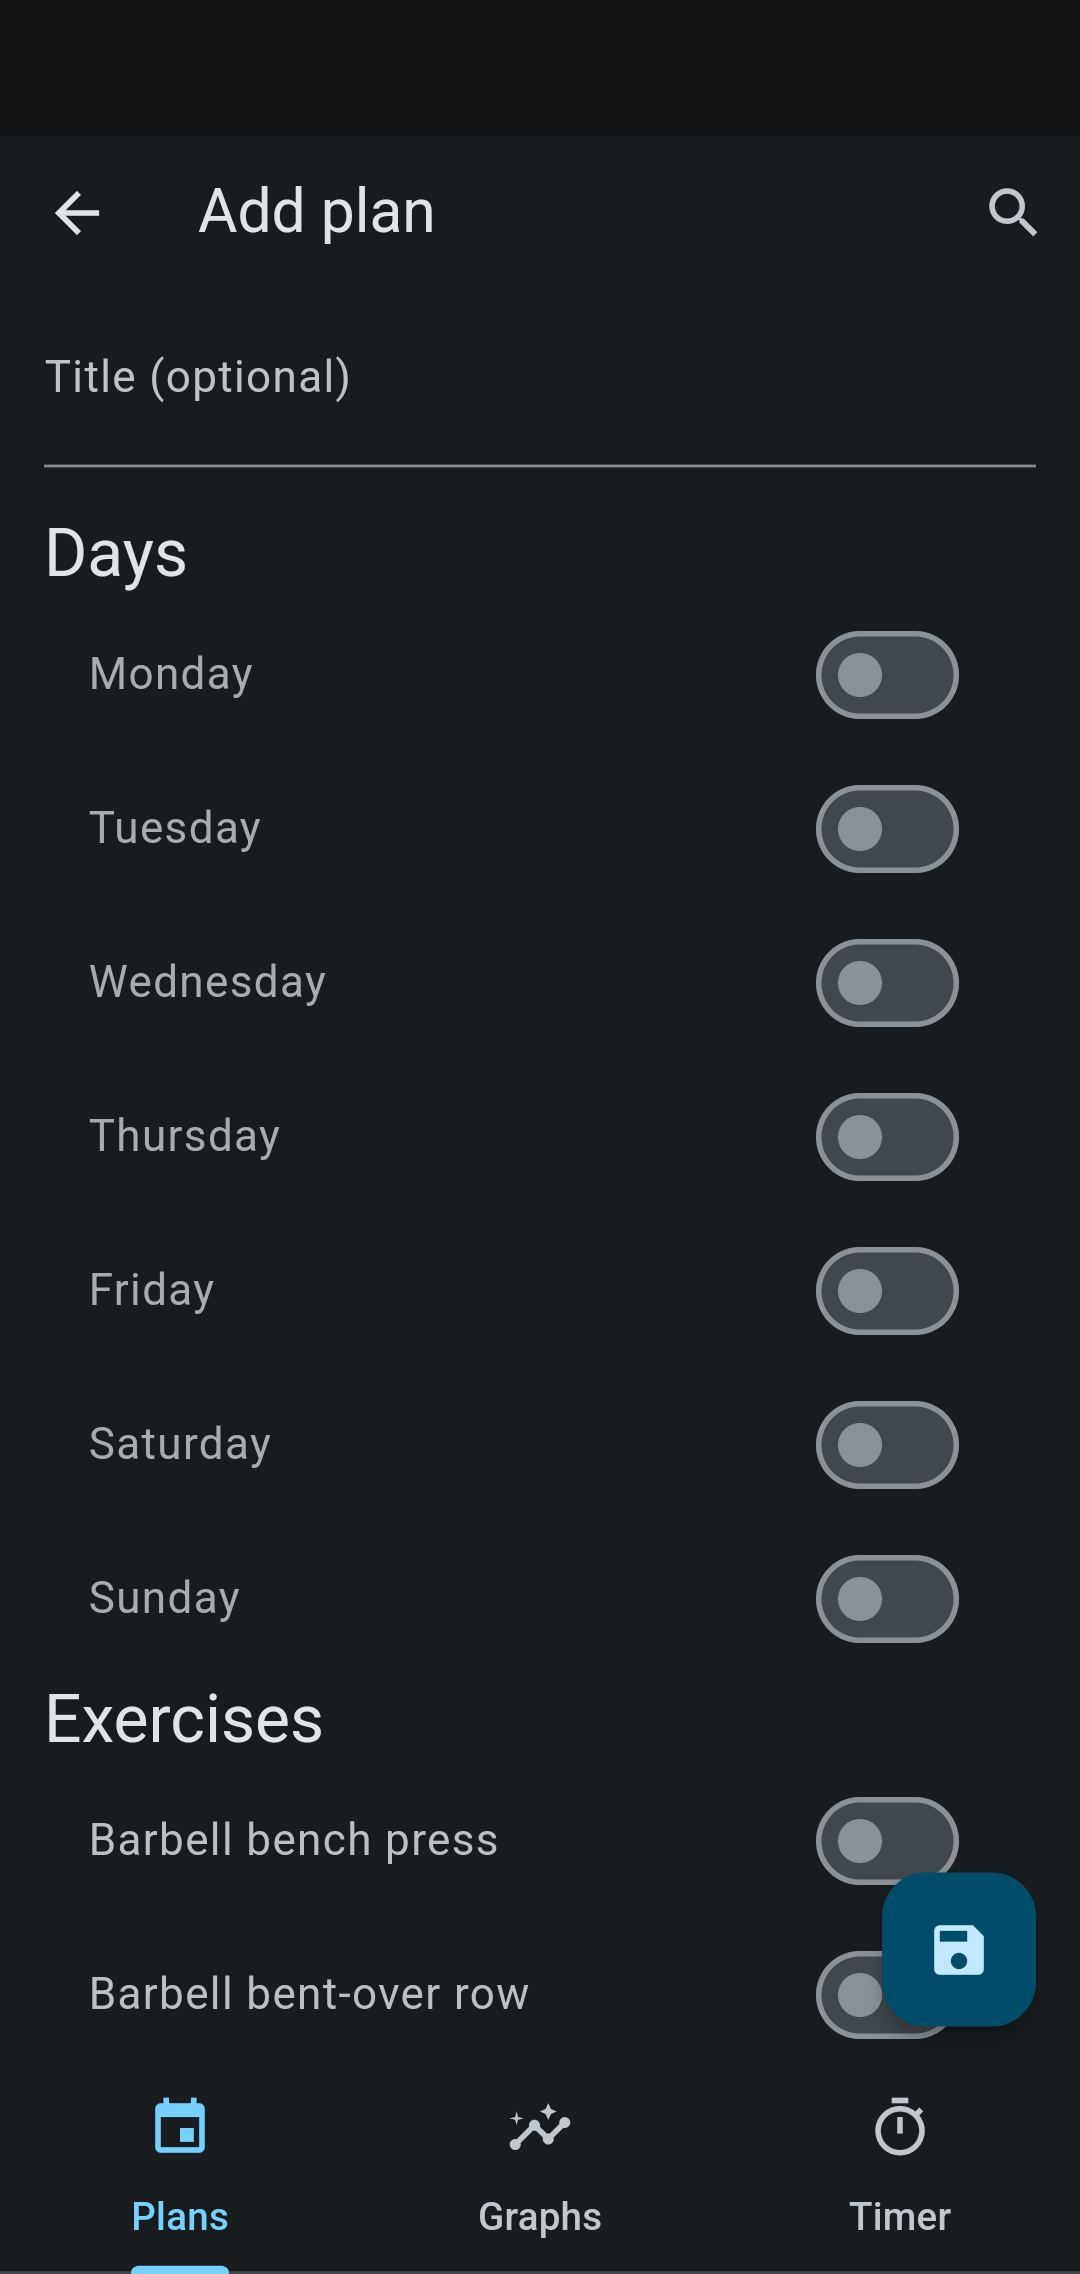 Add plan
Title (optional)
Days
Monday
Tuesday
Wednesday
Thursday
Friday
Saturday
Sunday
Exercises
Barbell bench press
Barbell bent-over row
Plans
Graphs
Timer